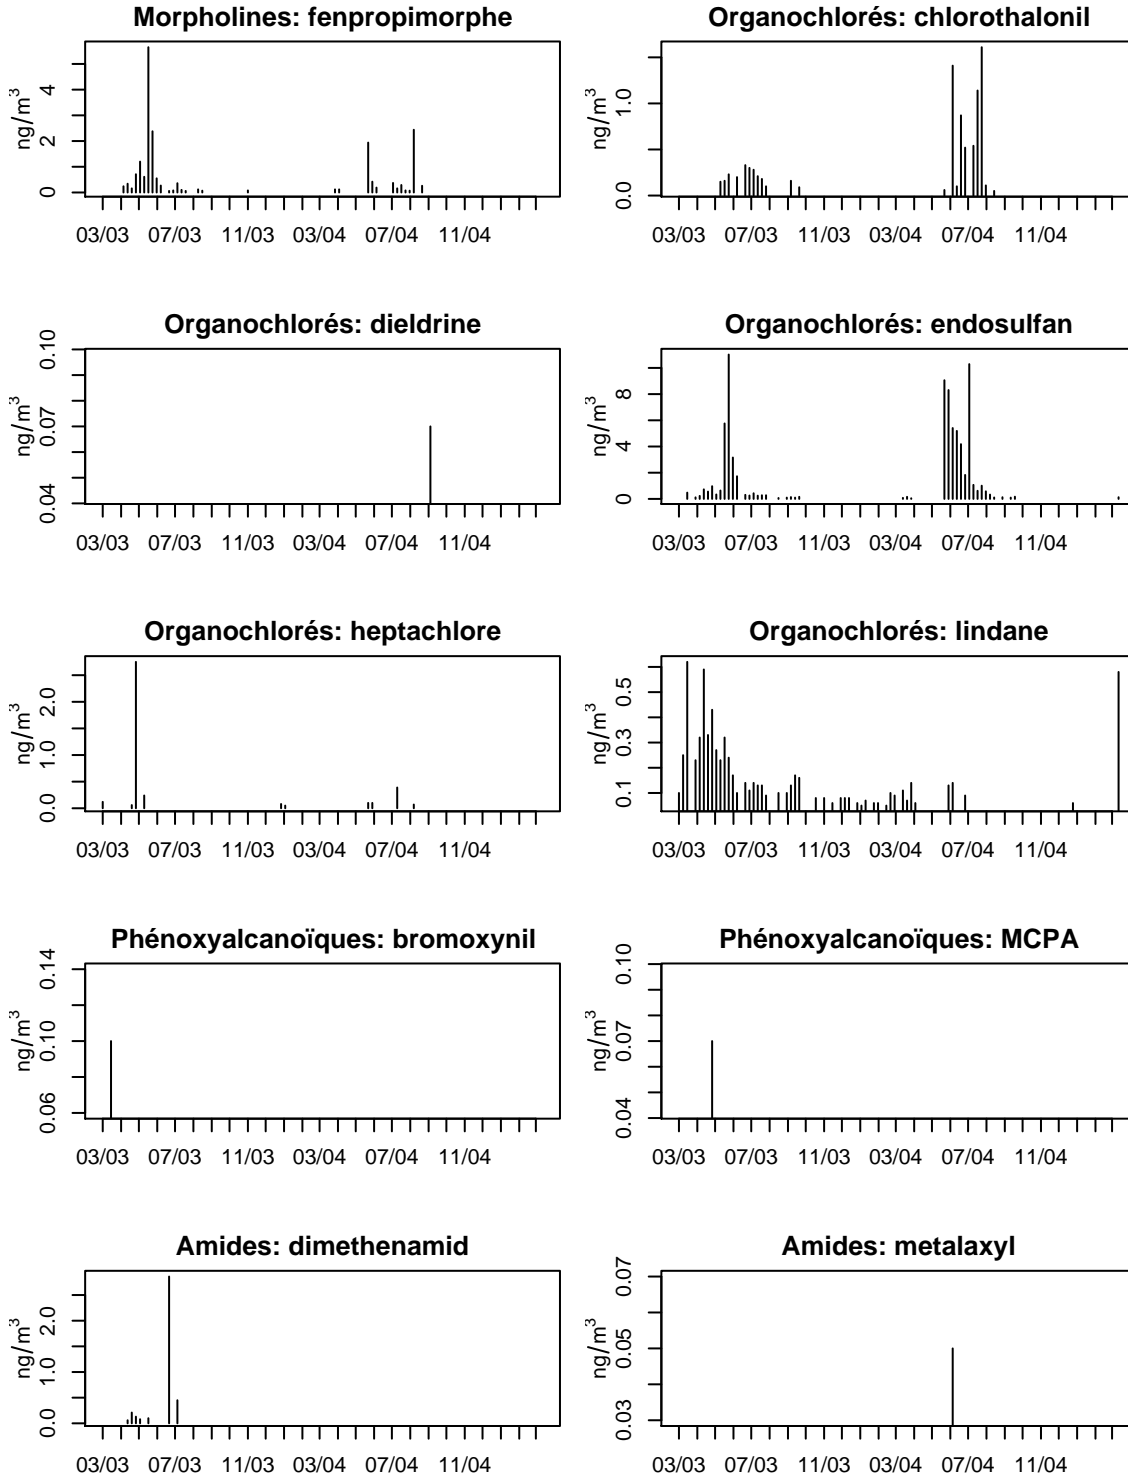 Morpholines: fenpropimorphe
ng/m³
0 2 4
03/03 07/03 11/03 03/04 07/04 11/04
Organochlorés: chlorothalonil
ng/m³
0.0 1.0
03/03 07/03 11/03 03/04 07/04 11/04
Organochlorés: dieldrine
ng/m³
0.04 0.07 0.10
03/03 07/03 11/03 03/04 07/04 11/04
Organochlorés: endosulfan
ng/m³
0 4 8
03/03 07/03 11/03 03/04 07/04 11/04
Organochlorés: heptachlore
ng/m³
0.0 1.0 2.0
03/03 07/03 11/03 03/04 07/04 11/04
Organochlorés: lindane
ng/m³
0.1 0.3 0.5
03/03 07/03 11/03 03/04 07/04 11/04
Phénoxyalcanoïques: bromoxynil
ng/m³
0.06 0.10 0.14
03/03 07/03 11/03 03/04 07/04 11/04
Phénoxyalcanoïques: MCPA
ng/m³
0.04 0.07 0.10
03/03 07/03 11/03 03/04 07/04 11/04
Amides: dimethenamid
ng/m³
0.0 1.0 2.0
03/03 07/03 11/03 03/04 07/04 11/04
Amides: metalaxyl
ng/m³
0.03 0.05 0.07
03/03 07/03 11/03 03/04 07/04 11/04